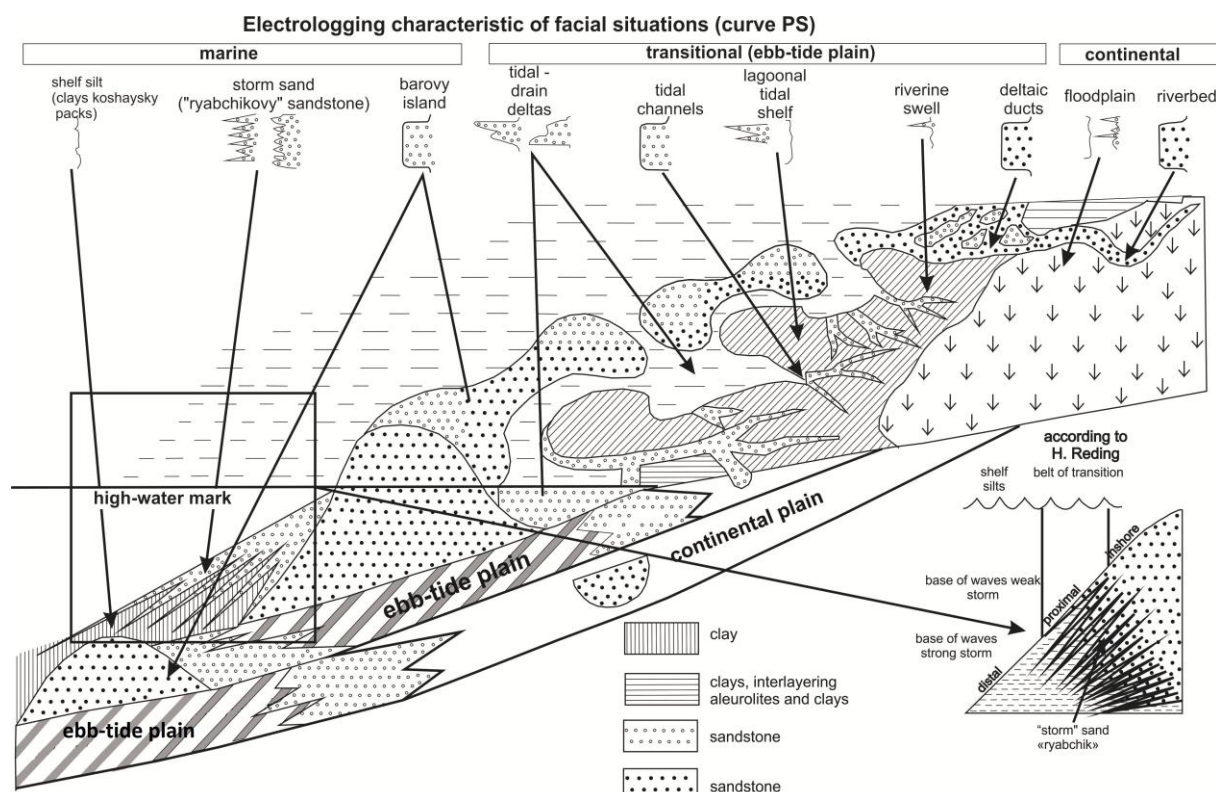 Electrologging characteristic of facial situations (curve PS)
marine
transitional (ebb-tide plain)
continental
shelf silt
(clays koshaysky
packs)
storm sand
("ryabchikovy" sandstone)
barovy
island
tidal -
drain
deltas
tidal
channels
lagoonal
tidal
shelf
riverine
swell
deltaic
ducts
floodplain
riverbed
high-water mark
ebb-tide plain
continental plain
ebb-tide plain
according to
H. Reding
shelf
silts
belt of transition
inshore
proximal
distal
base of waves weak
storm
base of waves
strong storm
"storm" sand
«ryabchik»
clay
clays, interlayering
aleurolites and clays
sandstone
sandstone